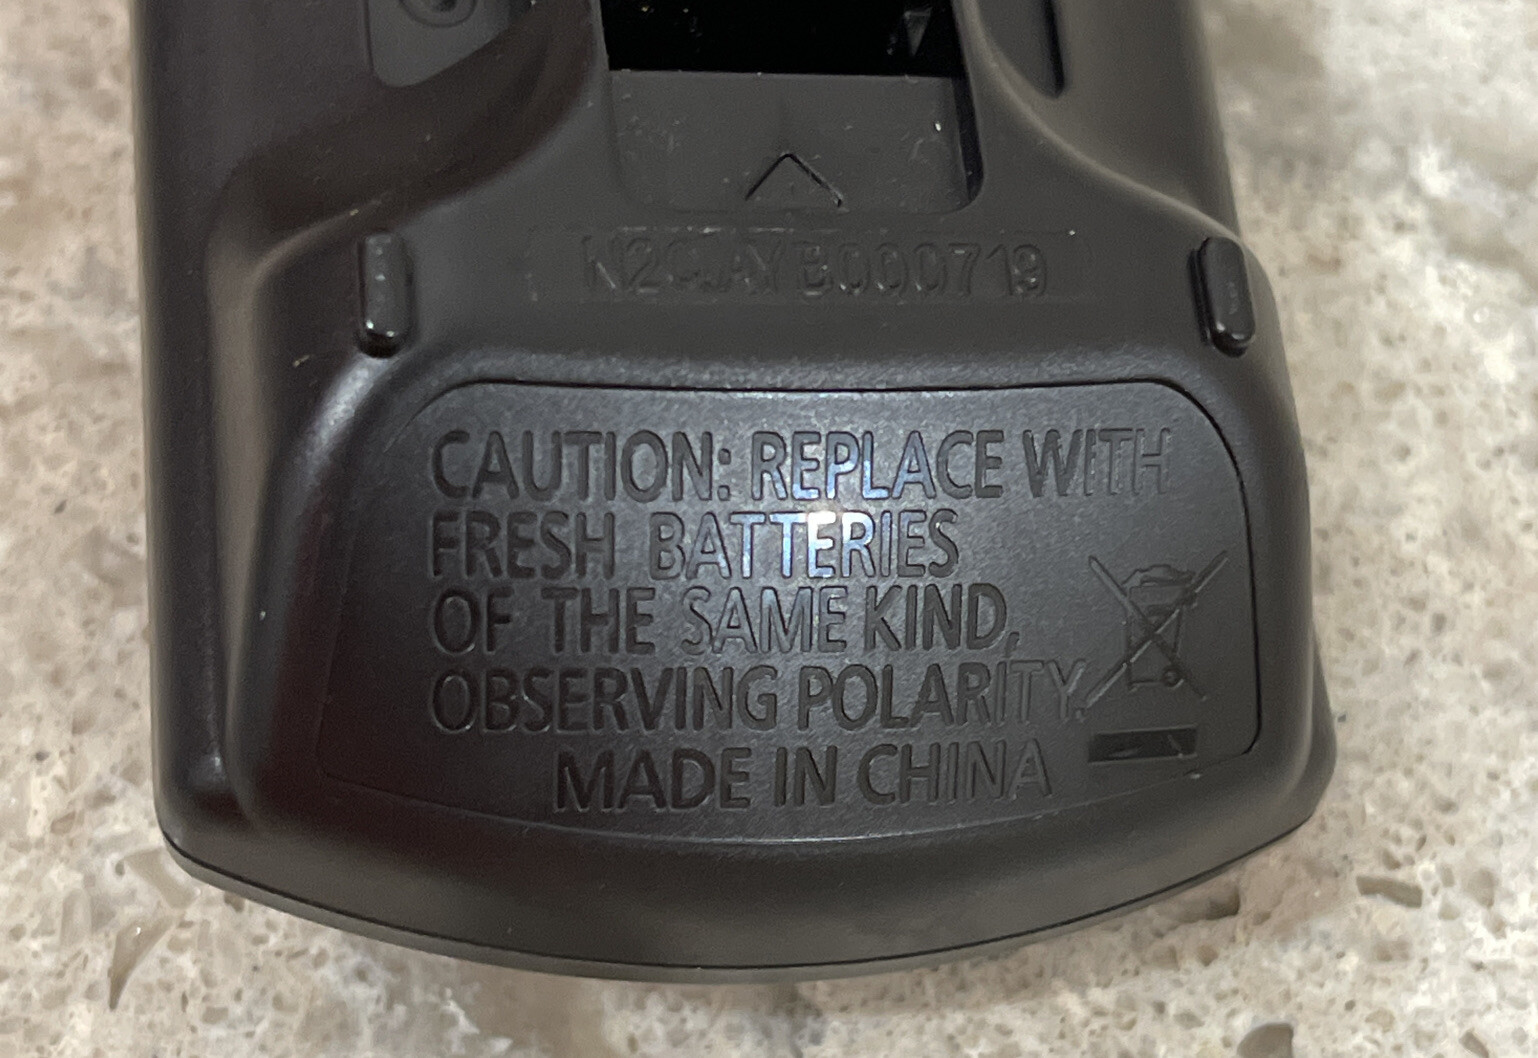 N2QAYB000719
CAUTION: REPLACE WITH
FRESH BATTERIES
OF THE SAME KIND,
OBSERVING POLARITY.
MADE IN CHINA